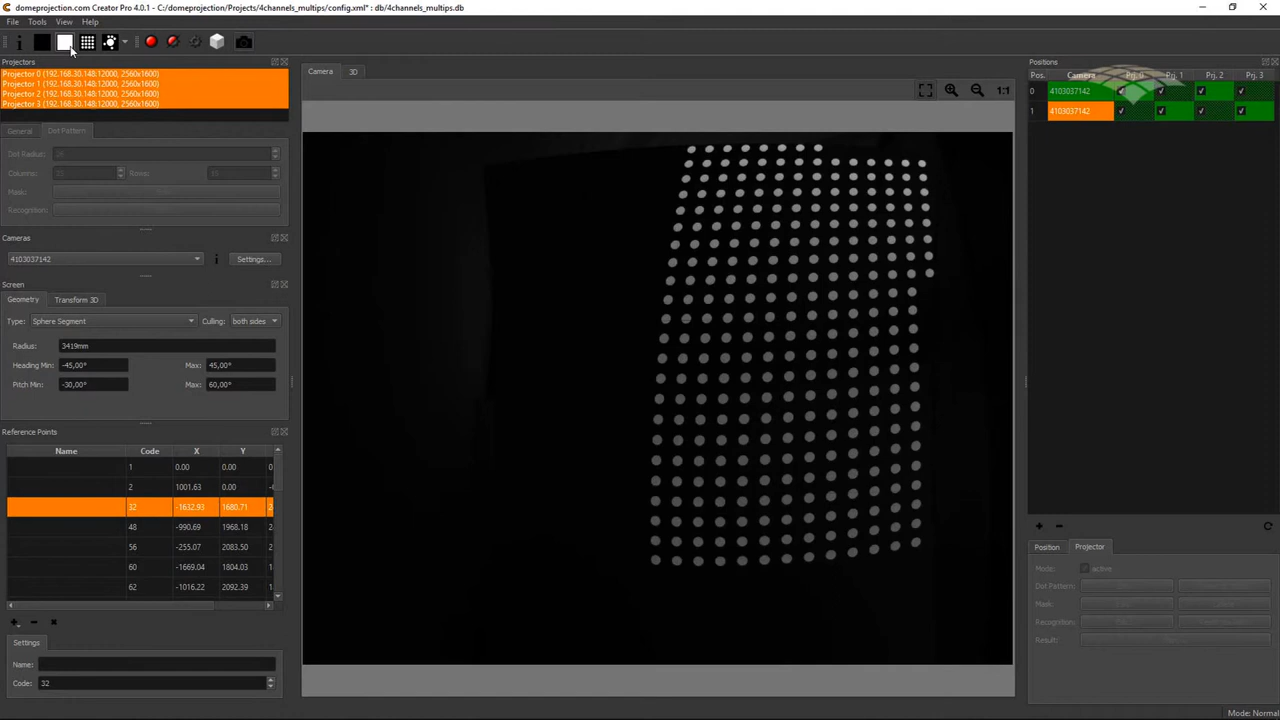 domeprojection.com Creator Pro 4.0.1 - C:/domeprojection/Projects/4channels_multips/config.xml* : db/4channels_multips.db
File Tools View Help
Projectors
Projector 0 (192.168.30.148:12000, 2560x1600)
Projector 1 (192.168.30.148:12000, 2560x1600)
Projector 2 (192.168.30.148:12000, 2560x1600)
Projector 3 (192.168.30.148:12000, 2560x1600)
General Dot Pattern
Dot Radius:
Columns: Rows:
Mask:
Recognition:
Cameras
4103037142 Settings...
Screen
Geometry Transform 3D
Type: Sphere Segment Culling: both sides
Radius: 3419mm
Heading Min: -45,00° Max: 45,00°
Pitch Min: -30,00° Max: 60,00°
Reference Points
Name Code X Y
1 0.00 0.00 0
2 1001.63 0.00
32 -1632.93 1680.71 2
48 -990.69 1968.18 2
56 -255.07 2083.50 1
60 -1669.04 1804.03 1
62 -1016.22 2092.39
Settings
Name:
Code: 32
Camera 3D
1:1
Positions
Pos. Camera Prj. 0 Prj. 1 Prj. 2 Prj. 3
0 4103037142
1 4103037142
Position Projector
Mode: active
Dot Pattern:
Mask:
Recognition:
Result:
Mode: Normal